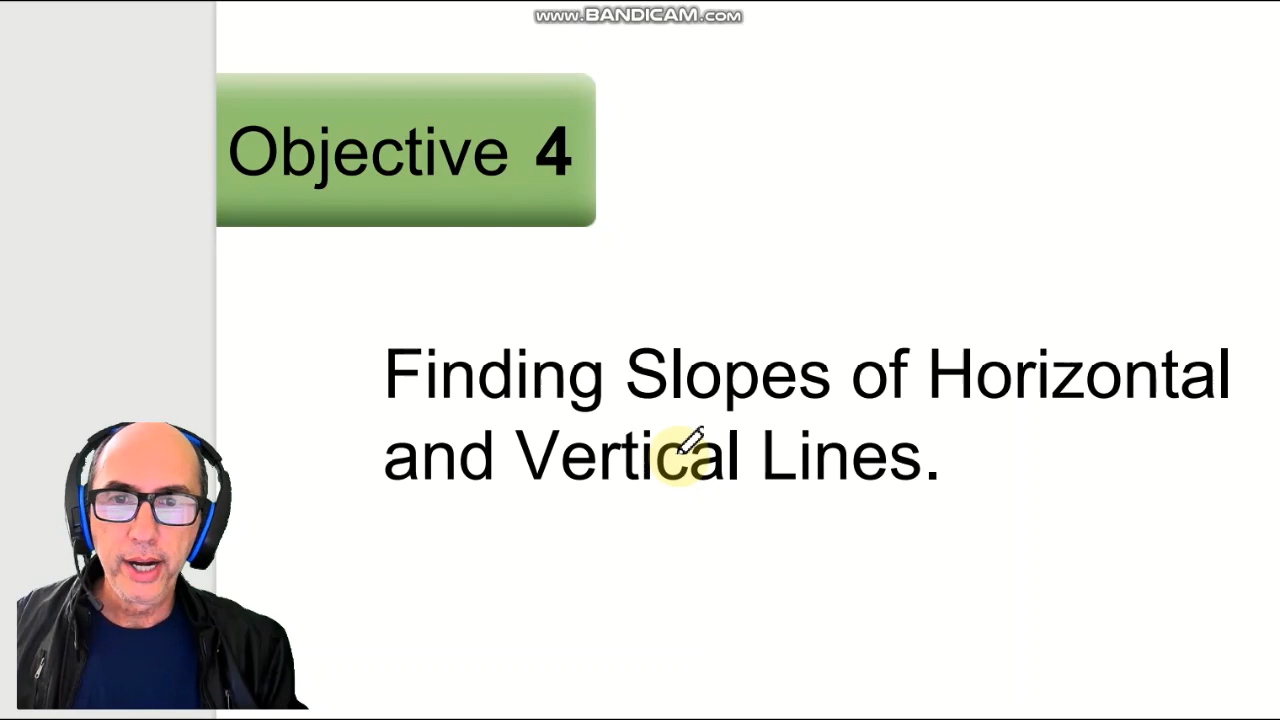 www.BANDICAM.com
Objective 4
Finding Slopes of Horizontal
and Vertical Lines.